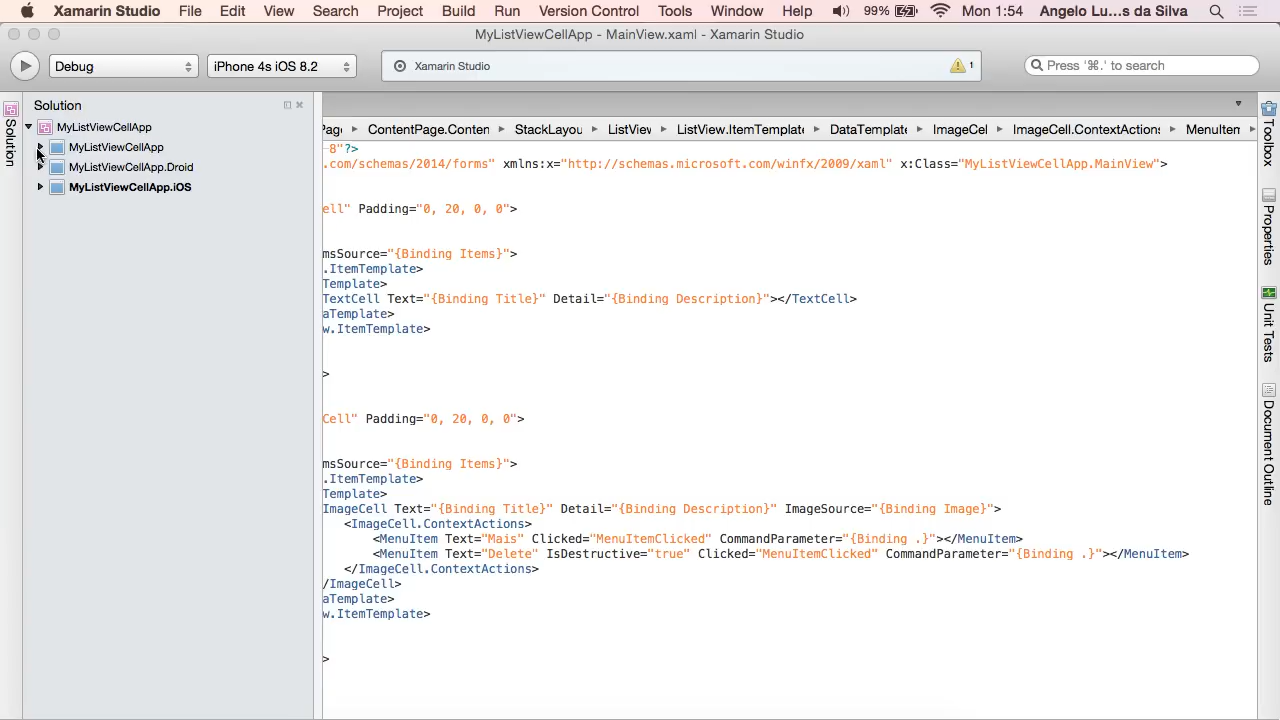 Xamarin Studio File Edit View Search Project Build Run Version Control Tools Window Help 99% Mon 1:54 Angelo Lu...s da Silva
MyListViewCellApp - MainView.xaml - Xamarin Studio
Debug iPhone 4s iOS 8.2 Xamarin Studio 1 Press '⌘.' to search
Solution
Solution
MyListViewCellApp
MyListViewCellApp
MyListViewCellApp.Droid
MyListViewCellApp.iOS
Page ContentPage.Conten StackLayou ListView ListView.ItemTemplate DataTemplate ImageCel ImageCell.ContextActions MenuItem
-8"?>
.com/schemas/2014/forms" xmlns:x="http://schemas.microsoft.com/winfx/2009/xaml" x:Class="MyListViewCellApp.MainView">
ell" Padding="0, 20, 0, 0">
msSource="{Binding Items}">
.ItemTemplate>
Template>
TextCell Text="{Binding Title}" Detail="{Binding Description}"></TextCell>
aTemplate>
w.ItemTemplate>
>
Cell" Padding="0, 20, 0, 0">
msSource="{Binding Items}">
.ItemTemplate>
Template>
ImageCell Text="{Binding Title}" Detail="{Binding Description}" ImageSource="{Binding Image}">
<ImageCell.ContextActions>
<MenuItem Text="Mais" Clicked="MenuItemClicked" CommandParameter="{Binding .}"></MenuItem>
<MenuItem Text="Delete" IsDestructive="true" Clicked="MenuItemClicked" CommandParameter="{Binding .}"></MenuItem>
</ImageCell.ContextActions>
/ImageCell>
aTemplate>
w.ItemTemplate>
>
Toolbox
Properties
Unit Tests
Document Outline